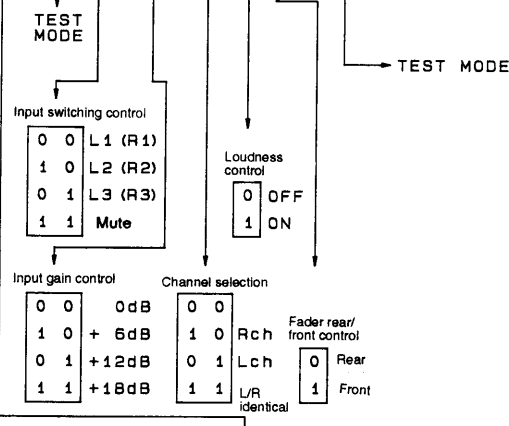 TEST
MODE
TEST MODE
Input switching control
0 0 L1 (R1)
1 0 L2 (R2)
0 1 L3 (R3)
1 1 Mute
Loudness
control
0 OFF
1 ON
Input gain control
0 0 0dB
1 0 + 6dB
0 1 +12dB
1 1 +18dB
Channel selection
0 0
1 0 Rch
0 1 Lch
1 1 L/R
identical
Fader rear/
front control
0 Rear
1 Front